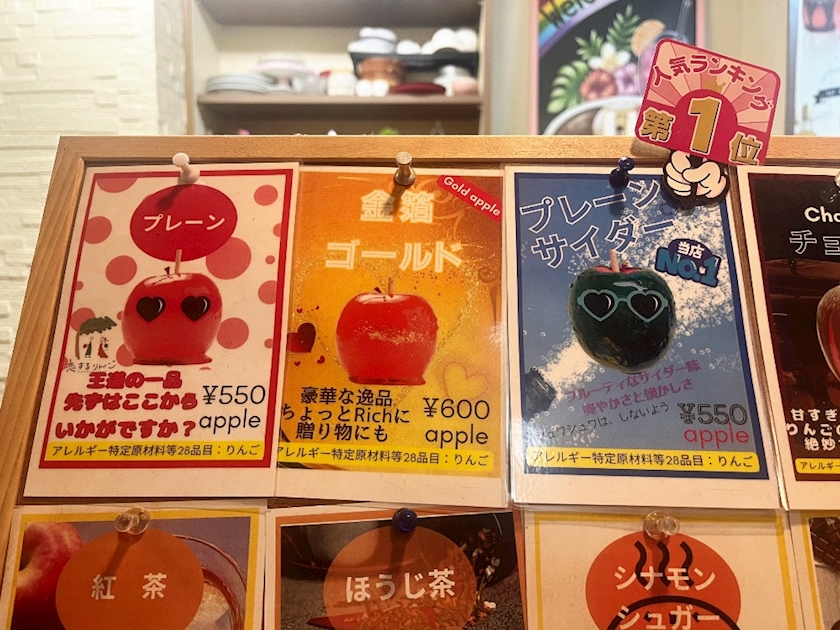 Wel
人気ランキング
第1位
プレーン
王道の一品
先ずはここから
いかがですか?
¥550
apple
アレルギー特定原材料等28品目：りんご
Gold apple
金箔
ゴールド
豪華な逸品
ちょっとRichに
贈り物にも
¥600
apple
アレルギー特定原材料等28品目：りんご
プレーン
サイダー
当店
No.1
フルーティなサイダー味
爽やかさと懐かしさ
シュワシュワは、しないよう
¥550
apple
アレルギー特定原材料等28品目：りんご
Cho
チョ
甘すぎ
りんごの
絶妙
アレルギー
紅茶
ほうじ茶
シナモン
シュガー